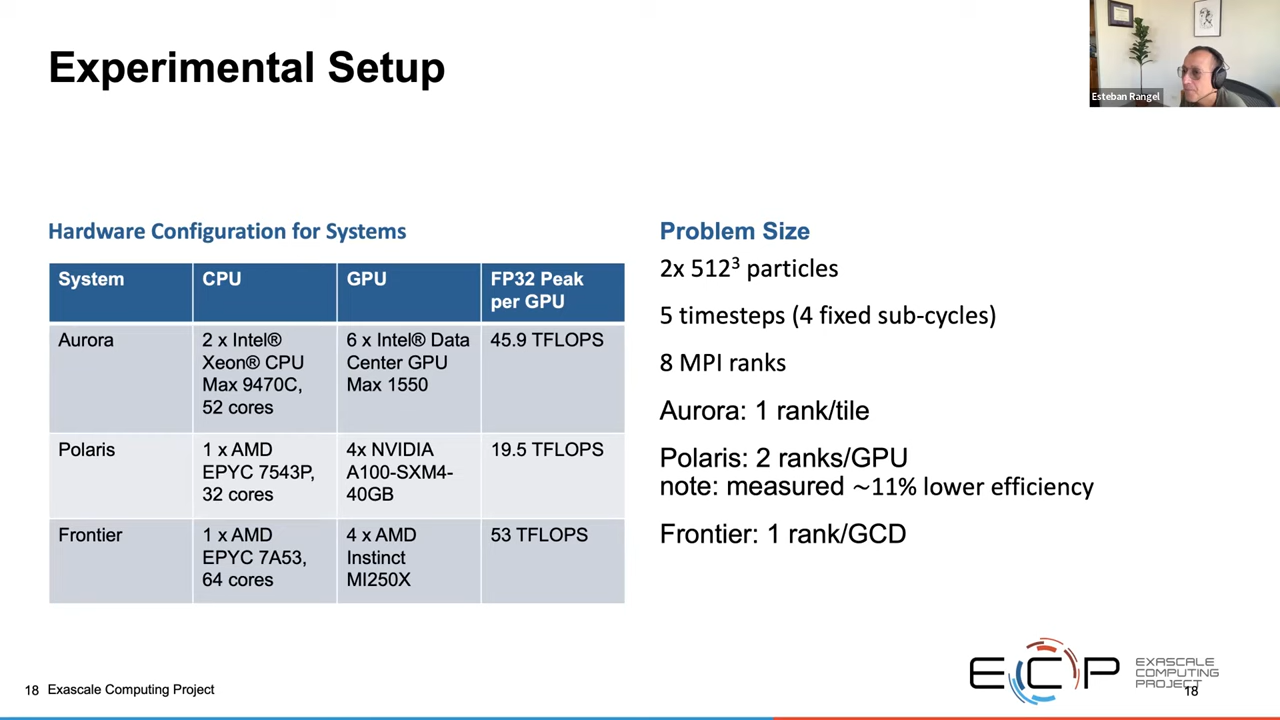 Experimental Setup
Esteban Rangel
Hardware Configuration for Systems
System
CPU
GPU
FP32 Peak
per GPU
Aurora
2 x Intel®
Xeon® CPU
Max 9470C,
52 cores
6 x Intel® Data
Center GPU
Max 1550
45.9 TFLOPS
Polaris
1 x AMD
EPYC 7543P,
32 cores
4x NVIDIA
A100-SXM4-
40GB
19.5 TFLOPS
Frontier
1 x AMD
EPYC 7A53,
64 cores
4 x AMD
Instinct
MI250X
53 TFLOPS
Problem Size
2x 512³ particles
5 timesteps (4 fixed sub-cycles)
8 MPI ranks
Aurora: 1 rank/tile
Polaris: 2 ranks/GPU
note: measured ~11% lower efficiency
Frontier: 1 rank/GCD
18 Exascale Computing Project
ECP
EXASCALE
COMPUTING
PROJECT
18